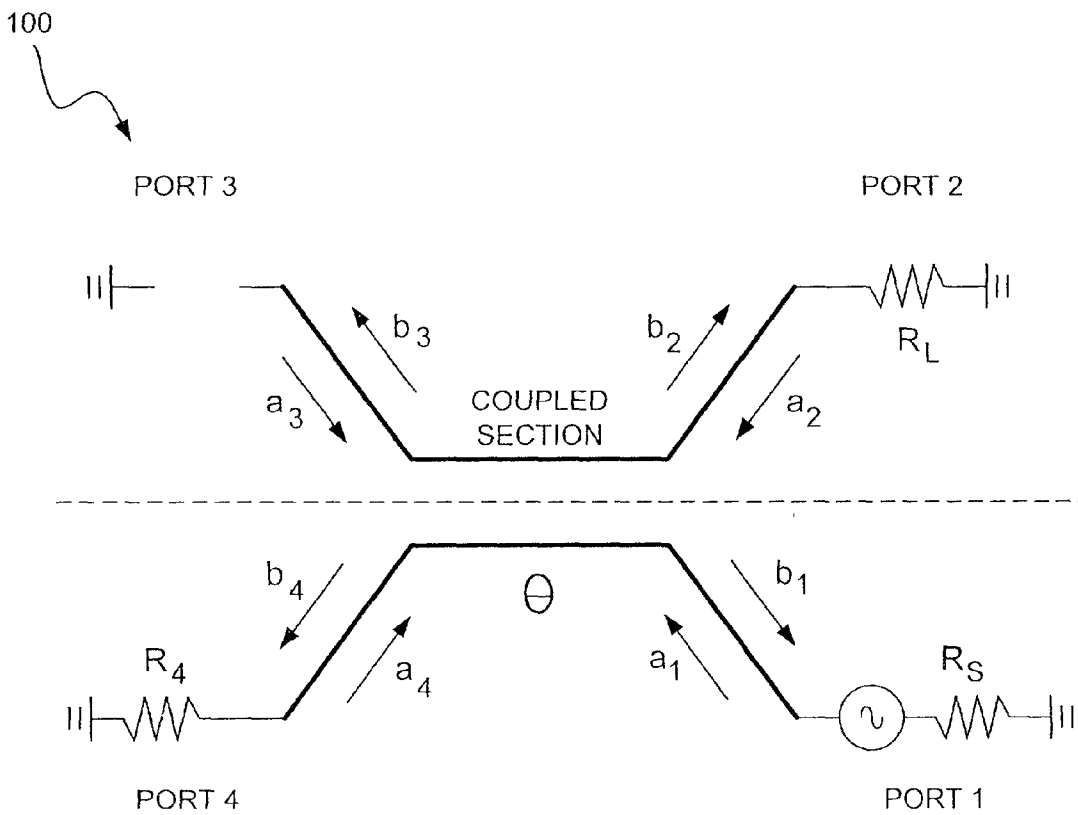 100
PORT 3
PORT 2
b3
b2
RL
a3
COUPLED
SECTION
a2
b4
θ
b1
R4
a4
a1
RS
PORT 4
PORT 1